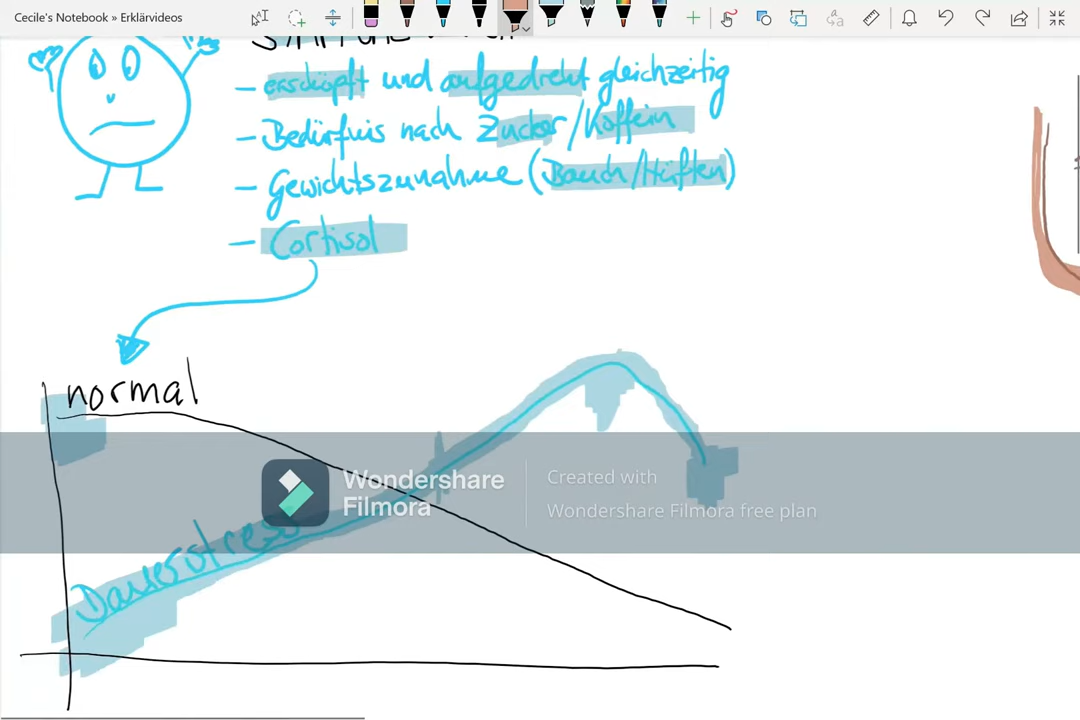 Cecile's Notebook » Erklärvideos
- erschöpft und aufgedreht gleichzeitig
- Bedürfnis nach Zucker/Koffein
- Gewichtszunahme (Bauch/Hüften)
- Cortisol
normal
Wondershare
Filmora
Created with
Wondershare Filmora free plan
Dauerstress